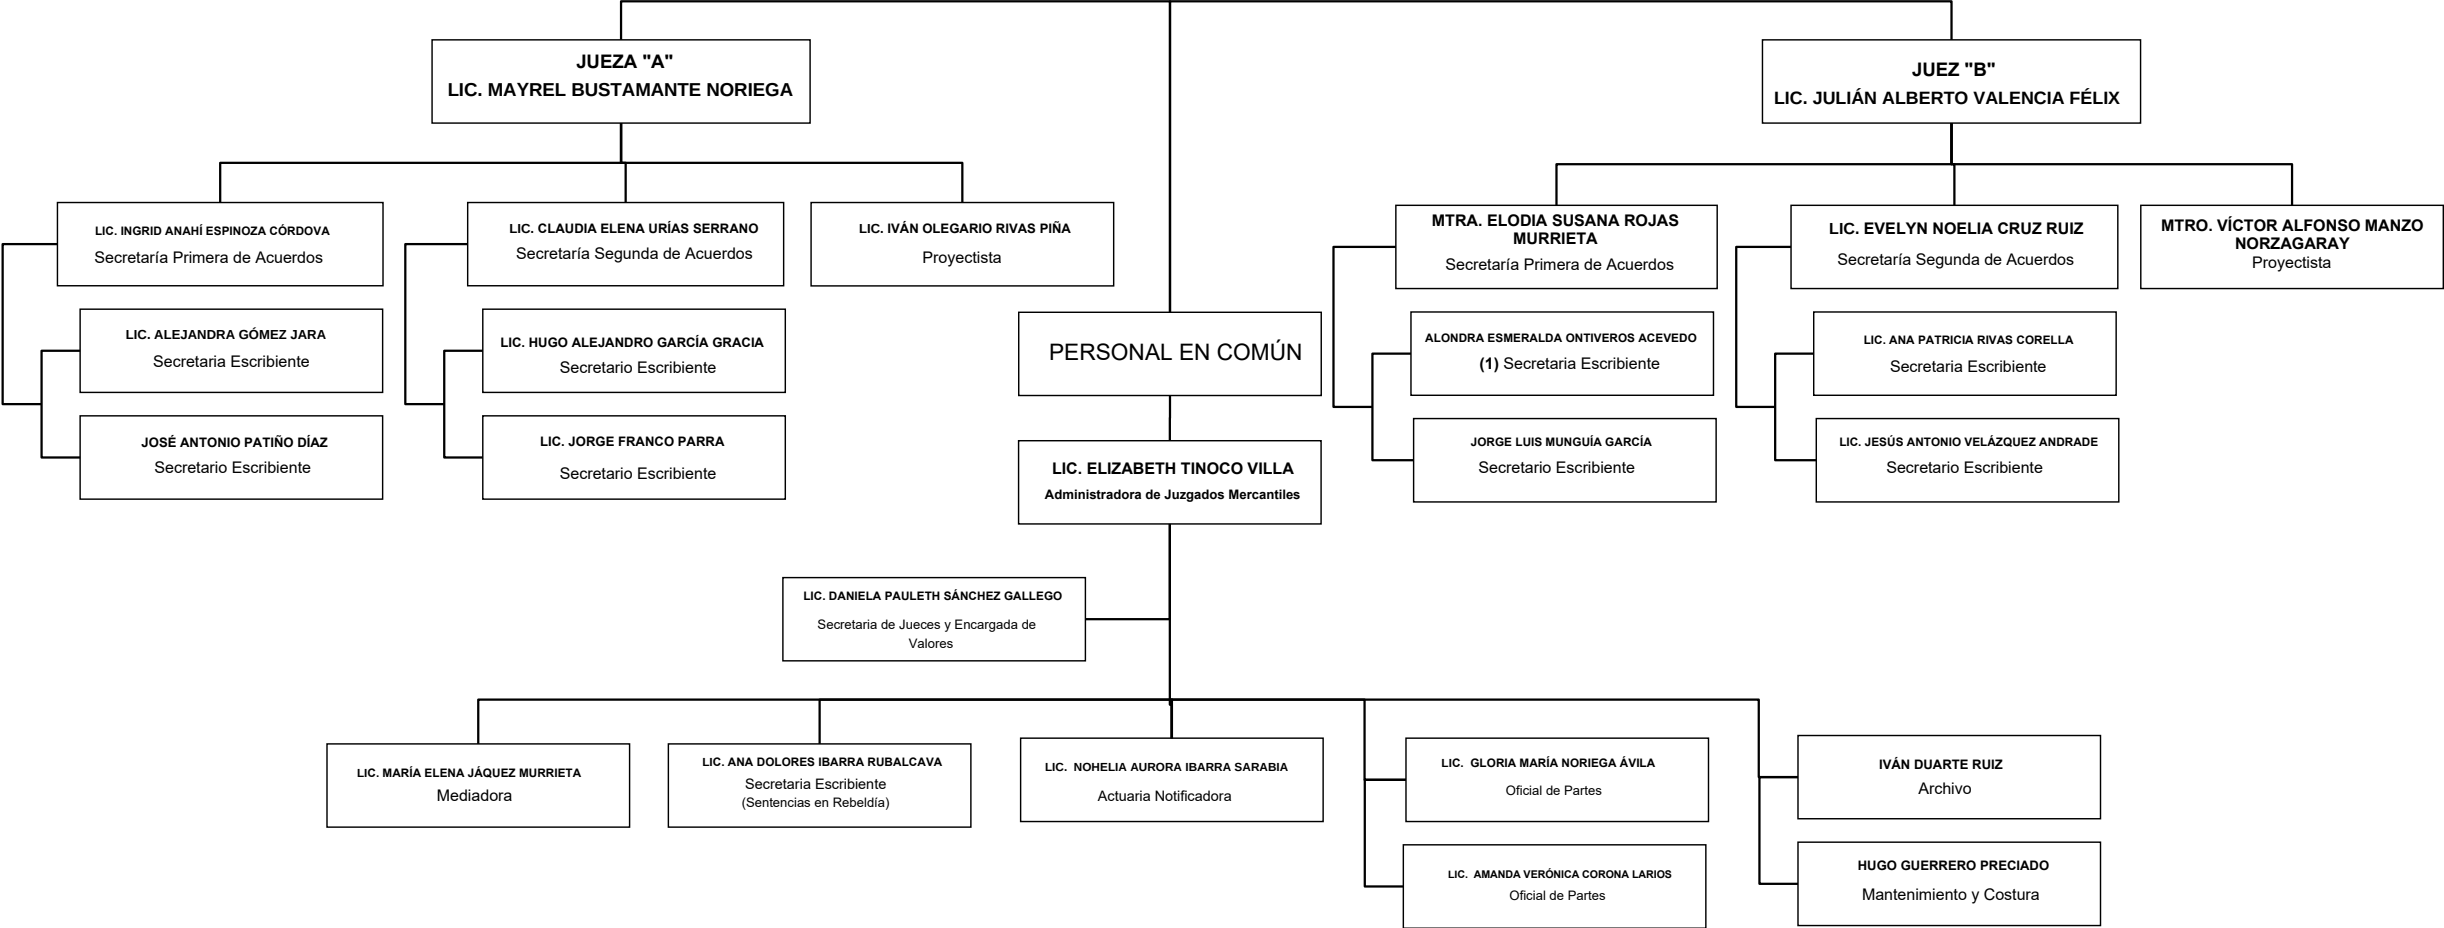 JUEZA "A"
LIC. MAYREL BUSTAMANTE NORIEGA
JUEZ "B"
LIC. JULIÁN ALBERTO VALENCIA FÉLIX
LIC. INGRID ANAHÍ ESPINOZA CÓRDOVA
Secretaría Primera de Acuerdos
LIC. CLAUDIA ELENA URÍAS SERRANO
Secretaría Segunda de Acuerdos
LIC. IVÁN OLEGARIO RIVAS PIÑA
Proyectista
MTRA. ELODIA SUSANA ROJAS
MURRIETA
Secretaría Primera de Acuerdos
LIC. EVELYN NOELIA CRUZ RUIZ
Secretaría Segunda de Acuerdos
MTRO. VÍCTOR ALFONSO MANZO
NORZAGARAY
Proyectista
LIC. ALEJANDRA GÓMEZ JARA
Secretaria Escribiente
LIC. HUGO ALEJANDRO GARCÍA GRACIA
Secretario Escribiente
PERSONAL EN COMÚN
ALONDRA ESMERALDA ONTIVEROS ACEVEDO
(1) Secretaria Escribiente
LIC. ANA PATRICIA RIVAS CORELLA
Secretaria Escribiente
JOSÉ ANTONIO PATIÑO DÍAZ
Secretario Escribiente
LIC. JORGE FRANCO PARRA
Secretario Escribiente
LIC. ELIZABETH TINOCO VILLA
Administradora de Juzgados Mercantiles
JORGE LUIS MUNGUÍA GARCÍA
Secretario Escribiente
LIC. JESÚS ANTONIO VELÁZQUEZ ANDRADE
Secretario Escribiente
LIC. DANIELA PAULETH SÁNCHEZ GALLEGO
Secretaria de Jueces y Encargada de
Valores
LIC. MARÍA ELENA JÁQUEZ MURRIETA
Mediadora
LIC. ANA DOLORES IBARRA RUBALCAVA
Secretaria Escribiente
(Sentencias en Rebeldía)
LIC. NOHELIA AURORA IBARRA SARABIA
Actuaria Notificadora
LIC. GLORIA MARÍA NORIEGA ÁVILA
Oficial de Partes
IVÁN DUARTE RUIZ
Archivo
LIC. AMANDA VERÓNICA CORONA LARIOS
Oficial de Partes
HUGO GUERRERO PRECIADO
Mantenimiento y Costura